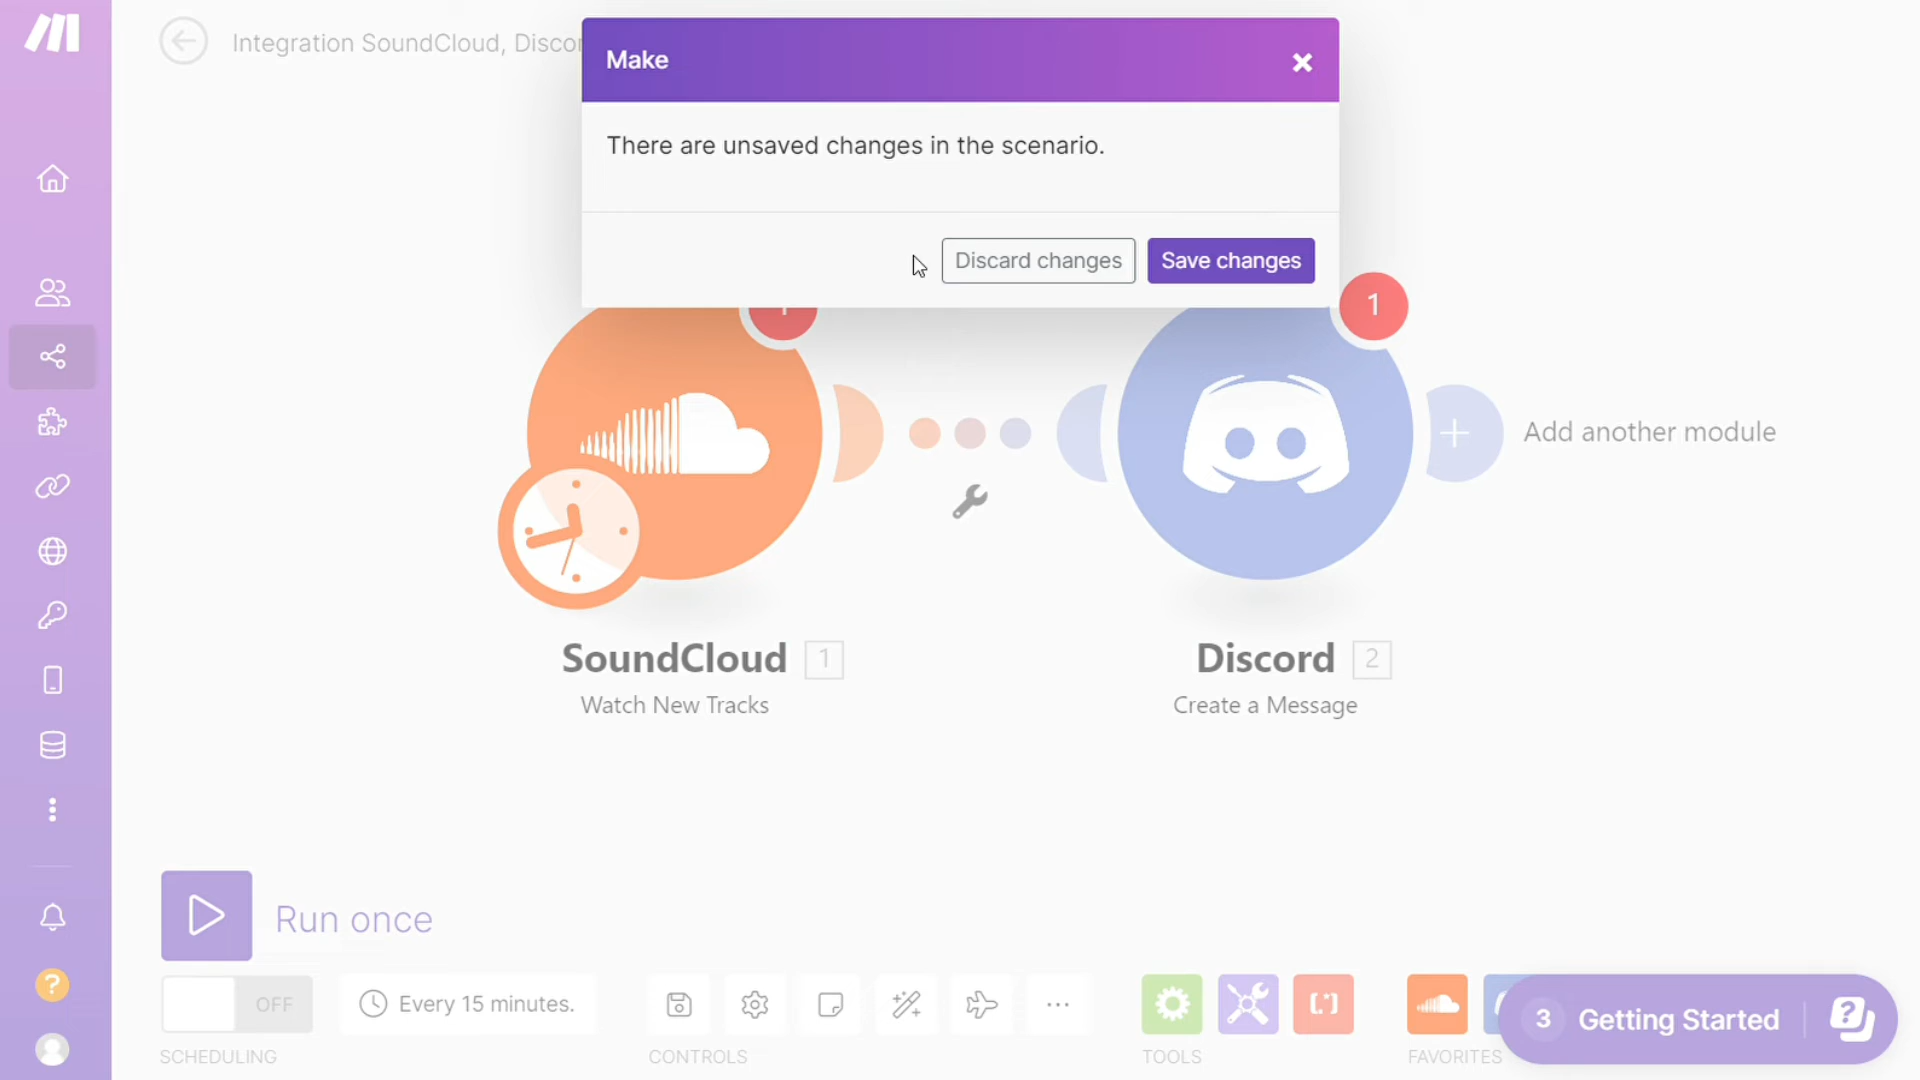 Integration SoundCloud, Discor
Make
There are unsaved changes in the scenario.
Discard changes
Save changes
1
Add another module
SoundCloud 1
Watch New Tracks
Discord 2
Create a Message
Run once
OFF
Every 15 minutes.
SCHEDULING
CONTROLS
TOOLS
FAVORITES
3 Getting Started